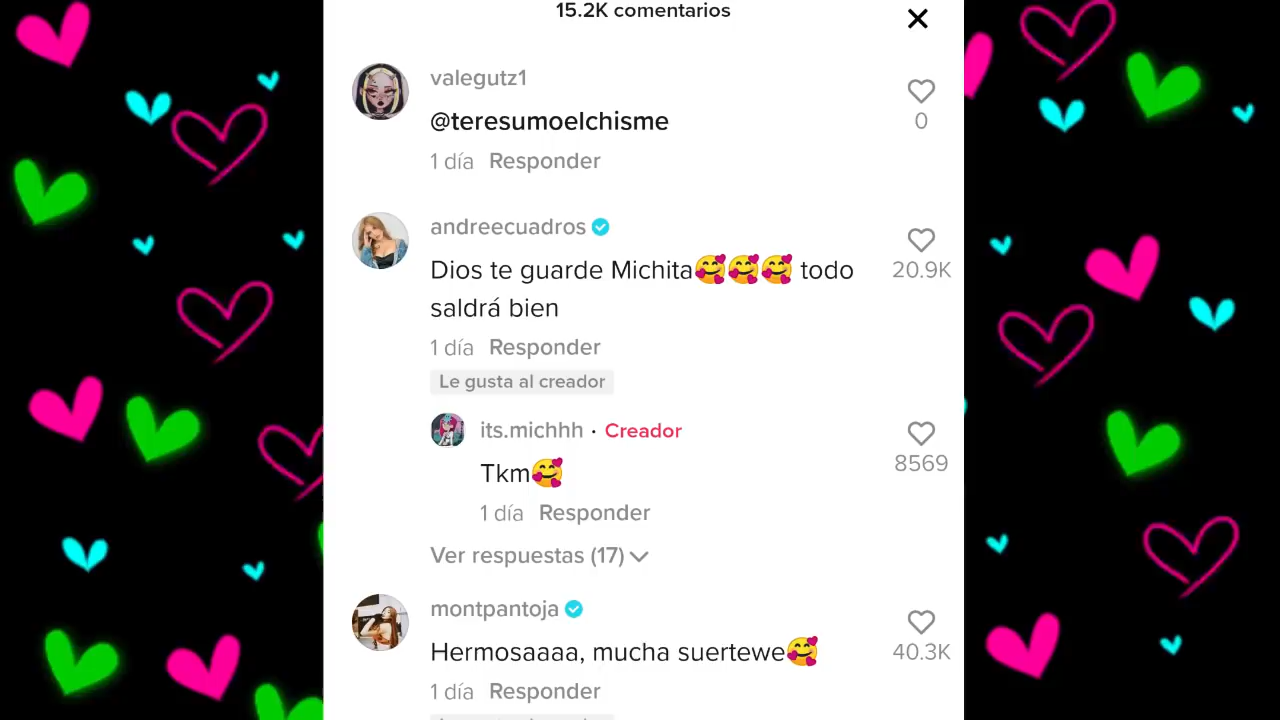 15.2K comentarios
valegutz1
@teresumoelchisme
0
1 día Responder
andreecuadros
Dios te guarde Michita🥰🥰🥰 todo
saldrá bien
20.9K
1 día Responder
Le gusta al creador
its.michhh · Creador
Tkm🥰
8569
1 día Responder
Ver respuestas (17)
montpantoja
Hermosaaaa, mucha suertewe🥰
40.3K
1 día Responder